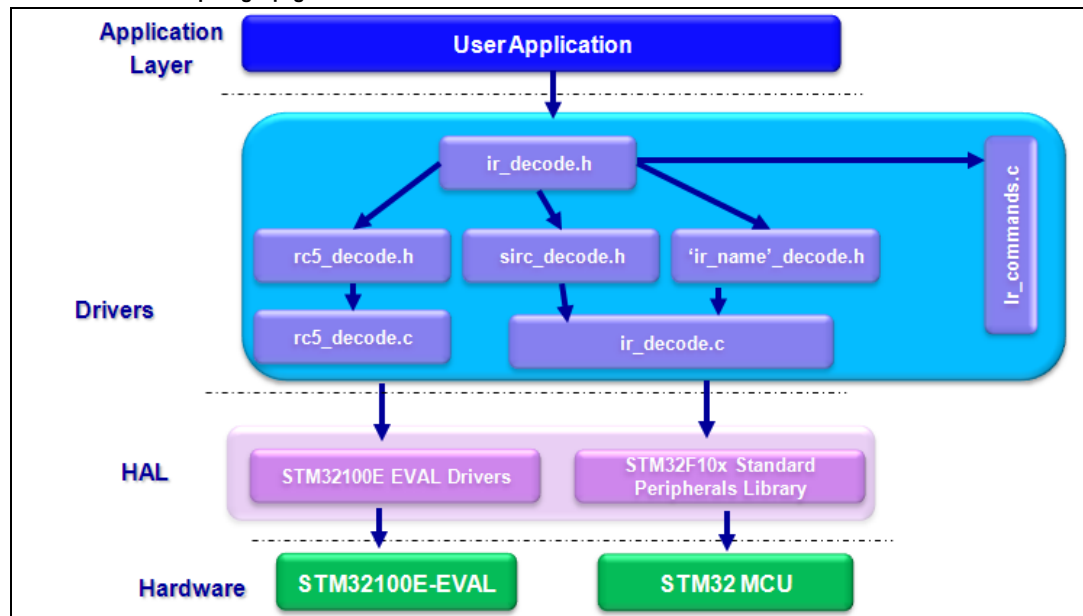 Application
Layer
UserApplication
ir_decode.h
Ir_commands.c
rc5_decode.h
sirc_decode.h
‘ir_name’_decode.h
Drivers
rc5_decode.c
ir_decode.c
HAL
STM32100E EVAL Drivers
STM32F10x Standard
Peripherals Library
Hardware
STM32100E-EVAL
STM32 MCU